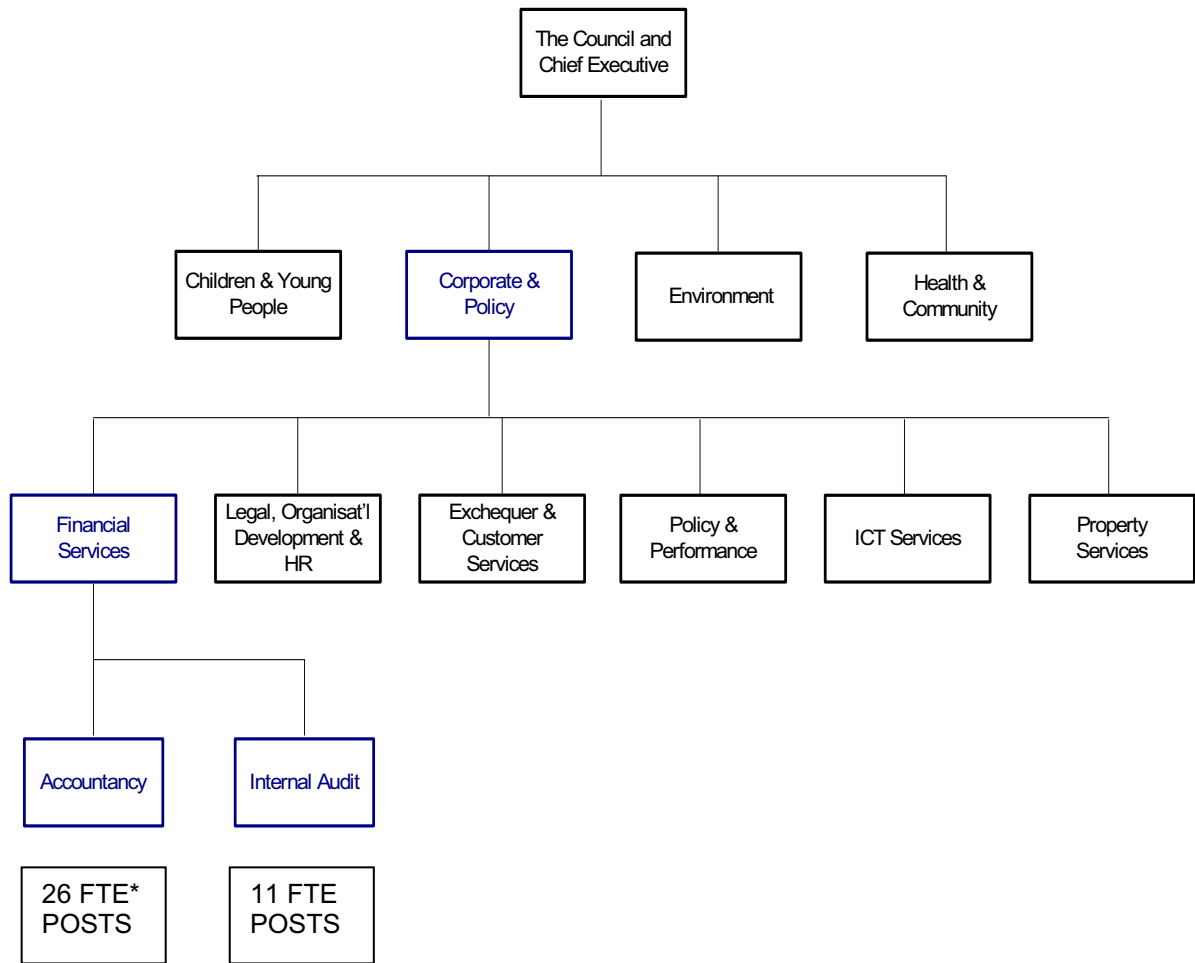 The Council and
Chief Executive
Children & Young
People
Corporate &
Policy
Environment
Health &
Community
Financial
Services
Legal, Organisat’l
Development &
HR
Exchequer &
Customer
Services
Policy &
Performance
ICT Services
Property
Services
Accountancy
Internal Audit
26 FTE*
POSTS
11 FTE
POSTS